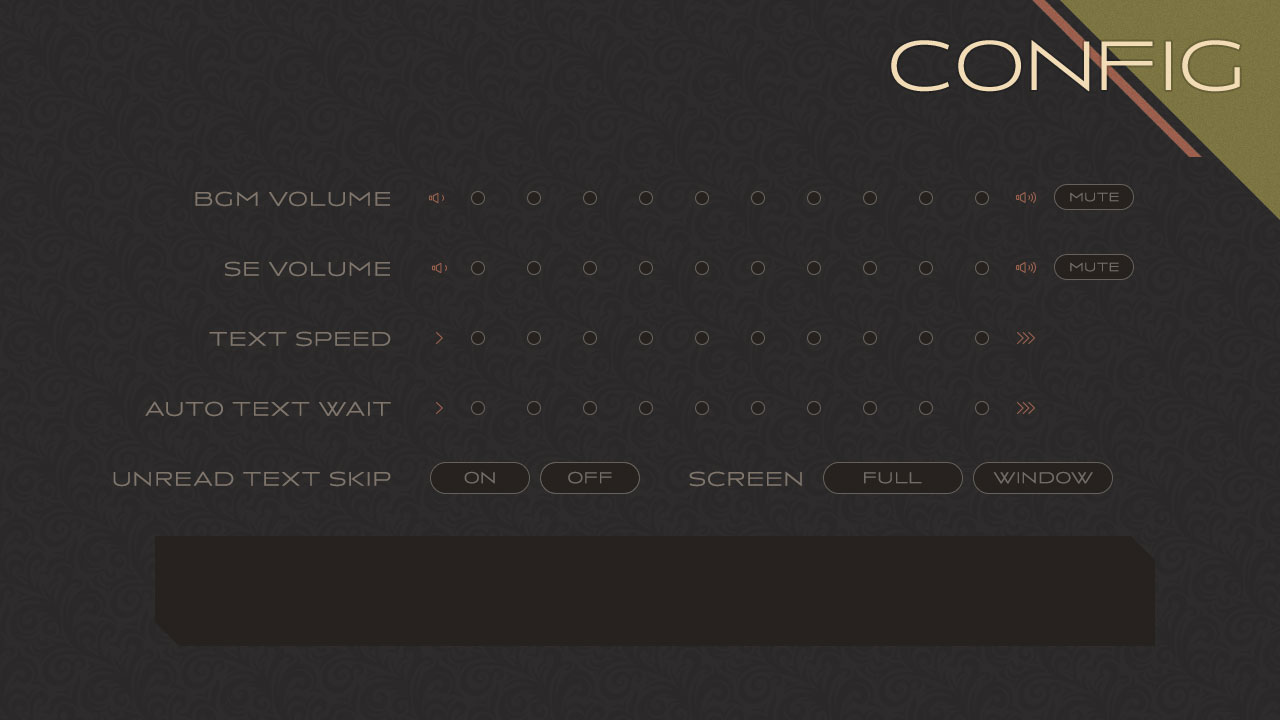 CONFIG
BGM VOLUME MUTE
SE VOLUME MUTE
TEXT SPEED
AUTO TEXT WAIT
UNREAD TEXT SKIP ON OFF SCREEN FULL WINDOW